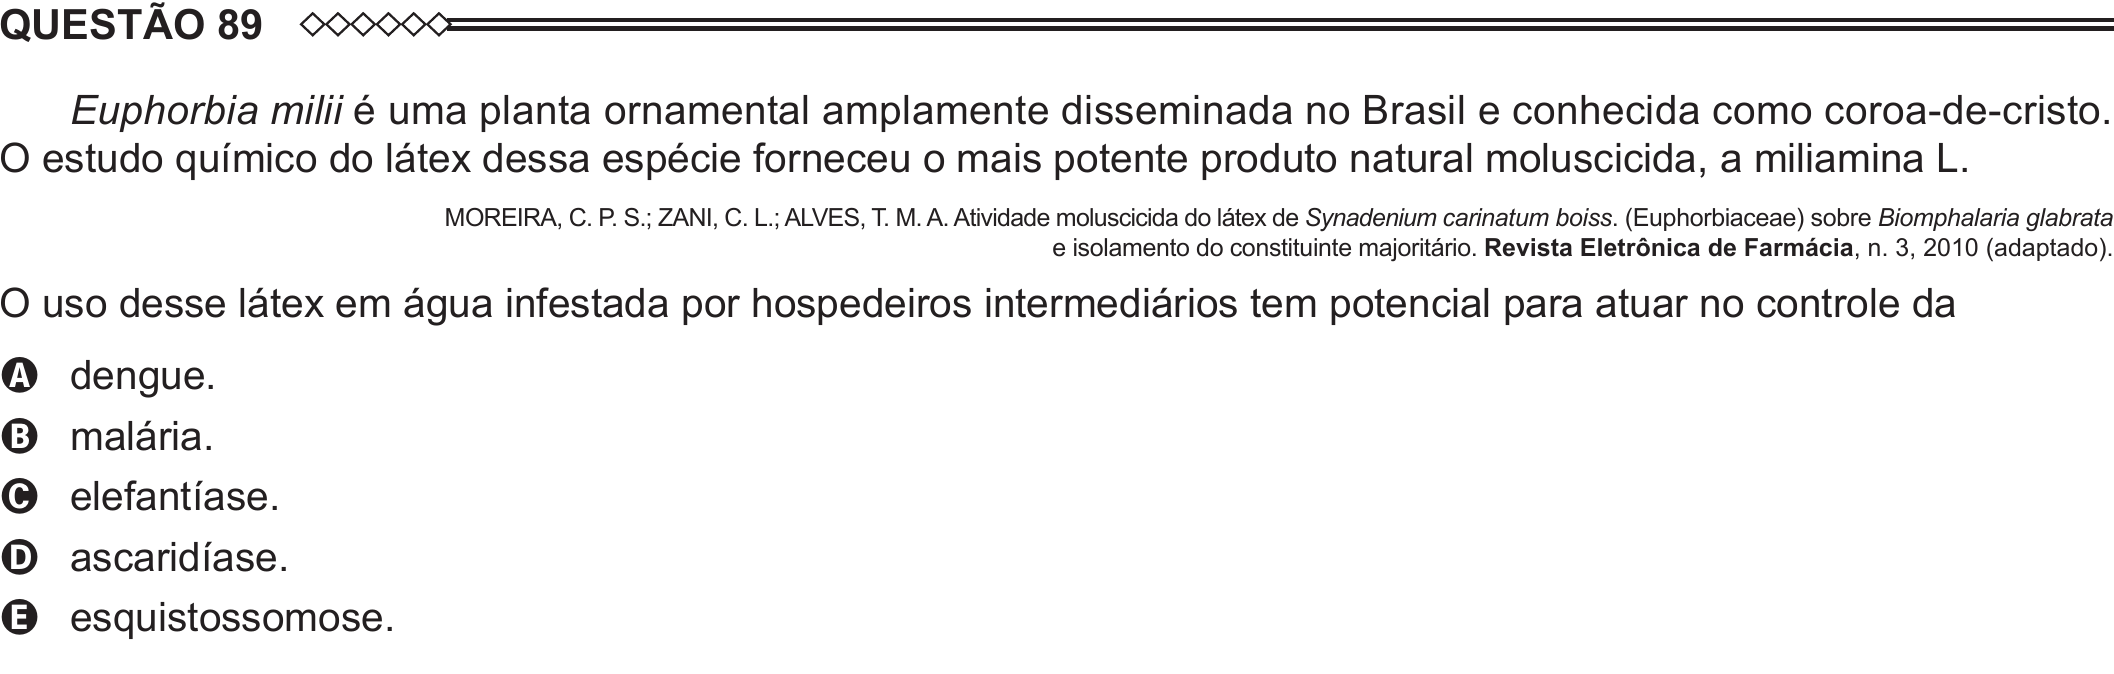 QUESTÃO 89
Euphorbia milii é uma planta ornamental amplamente disseminada no Brasil e conhecida como coroa-de-cristo.
O estudo químico do látex dessa espécie forneceu o mais potente produto natural moluscicida, a miliamina L.
MOREIRA, C. P. S.; ZANI, C. L.; ALVES, T. M. A. Atividade moluscicida do látex de Synadenium carinatum boiss. (Euphorbiaceae) sobre Biomphalaria glabrata
e isolamento do constituinte majoritário. Revista Eletrônica de Farmácia, n. 3, 2010 (adaptado).
O uso desse látex em água infestada por hospedeiros intermediários tem potencial para atuar no controle da
A dengue.
B malária.
C elefantíase.
D ascaridíase.
E esquistossomose.